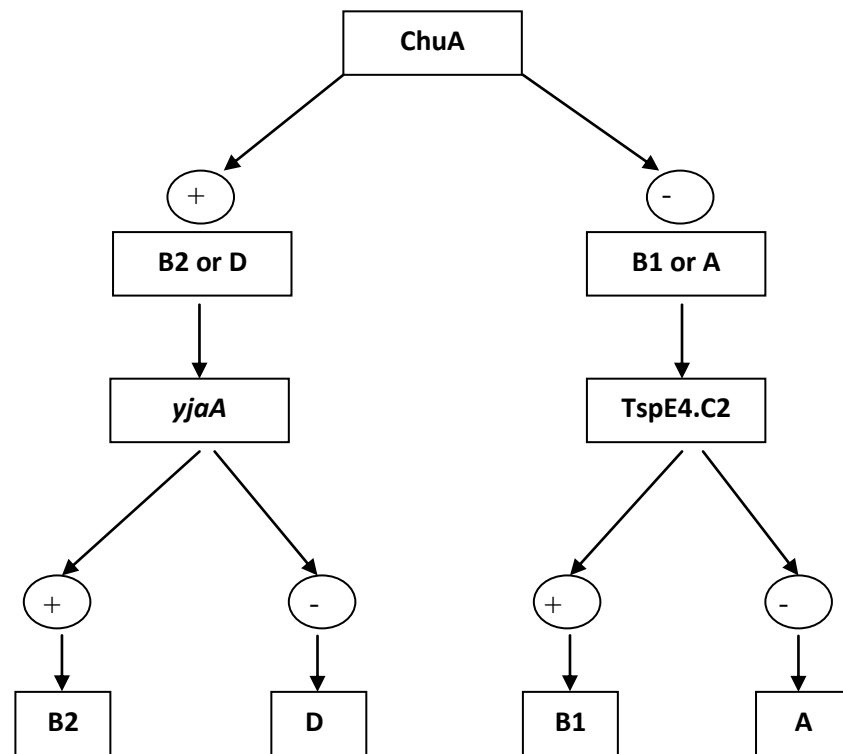 ChuA
+ -
B2 or D B1 or A
yjaA TspE4.C2
+ - + -
B2 D B1 A